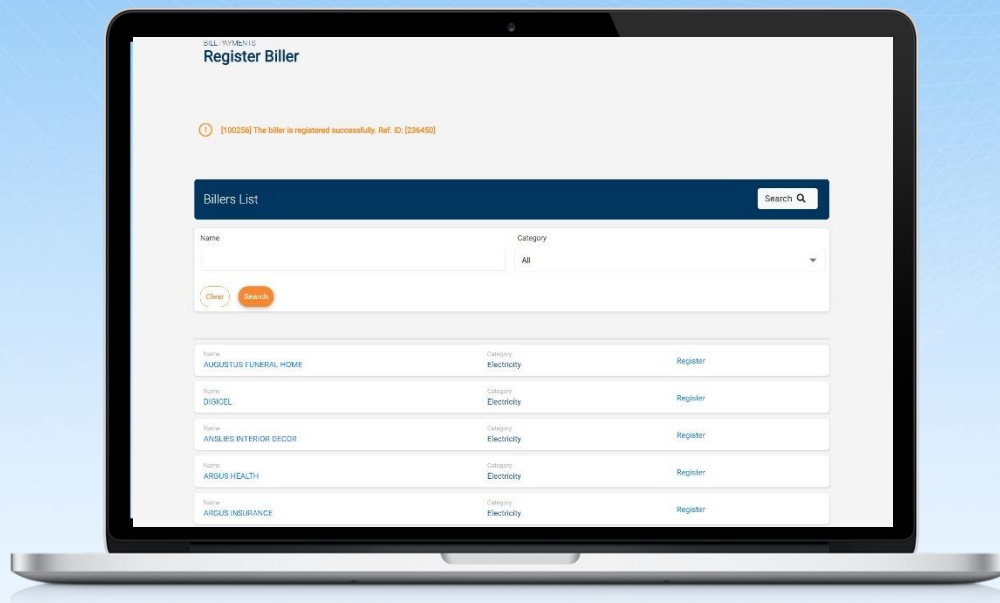 BILL PAYMENTS
Register Biller
[100256] The biller is registered successfully. Ref. ID: [236450]
Billers List
Search
Name
Category
All
Clear
Search
Name
Category
AUGUSTUS FUNERAL HOME
Electricity
Register
Name
Category
DIGICEL
Electricity
Register
Name
Category
ANSLIES INTERIOR DECOR
Electricity
Register
Name
Category
ARGUS HEALTH
Electricity
Register
Name
Category
ARGUS INSURANCE
Electricity
Register